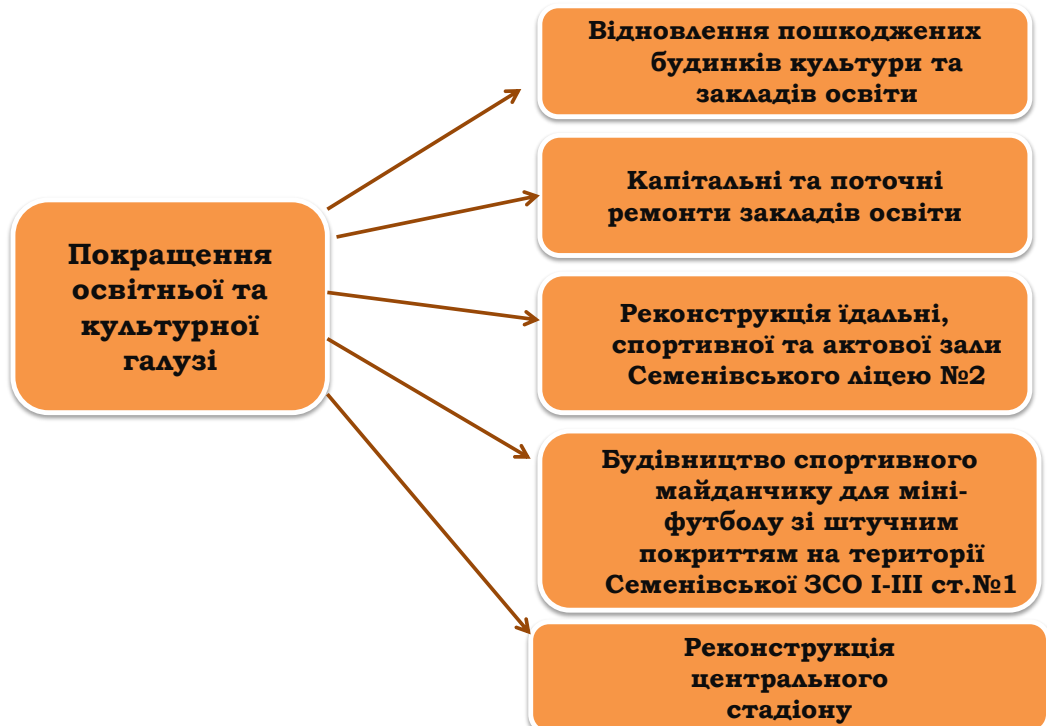 Покращення
освітньої та
культурної
галузі
Відновлення пошкоджених
будинків культури та
закладів освіти
Капітальні та поточні
ремонти закладів освіти
Реконструкція їдальні,
спортивної та актової зали
Семенівського ліцею №2
Будівництво спортивного
майданчику для міні-
футболу зі штучним
покриттям на території
Семенівської ЗСО І-ІІІ ст.№1
Реконструкція
центрального
стадіону